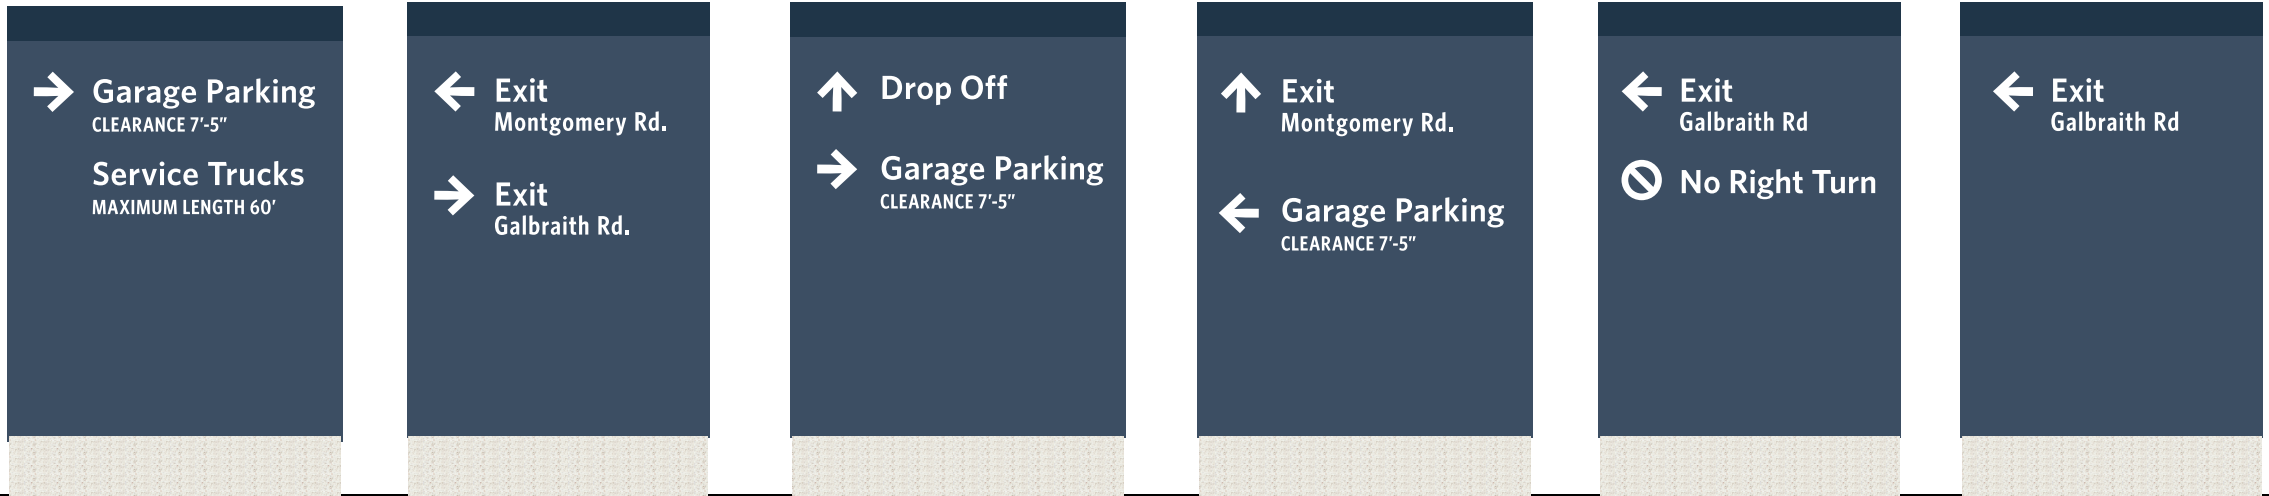 Garage Parking
CLEARANCE 7'-5"
Service Trucks
MAXIMUM LENGTH 60'
Exit
Montgomery Rd.
Exit
Galbraith Rd.
Drop Off
Garage Parking
CLEARANCE 7'-5"
Exit
Montgomery Rd.
Garage Parking
CLEARANCE 7'-5"
Exit
Galbraith Rd
No Right Turn
Exit
Galbraith Rd